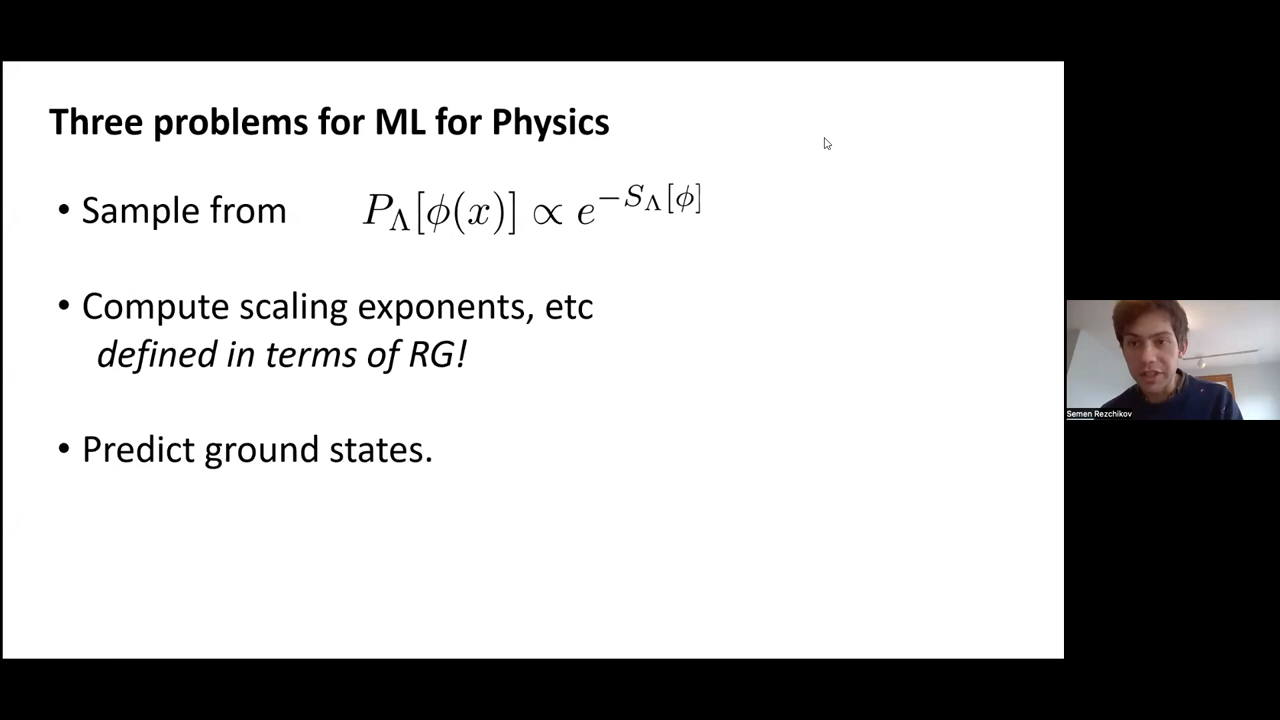 Three problems for ML for Physics
• Sample from P_Λ[ϕ(x)] ∝ e^{−S_Λ[ϕ]}
• Compute scaling exponents, etc
defined in terms of RG!
• Predict ground states.
Semen Rezchikov